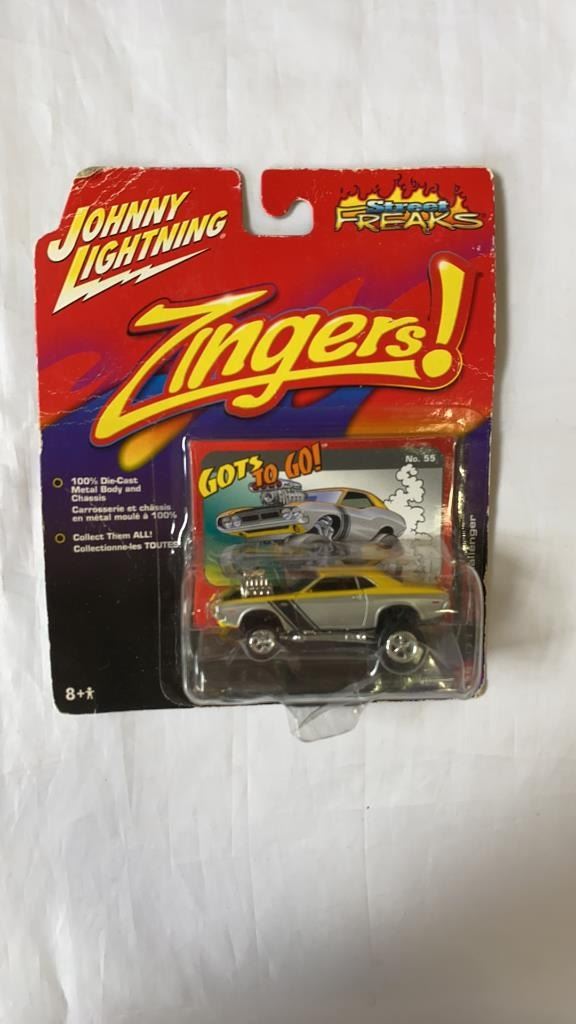 JOHNNY
LIGHTNING®
Street
FREAKS
Zingers!
GOTS TO GO!
No. 55
100% Die-Cast
Metal Body and
Chassis
Carrosserie et châssis
en métal moulé à 100%
Collect Them ALL!
Collectionne-les TOUTES
8+